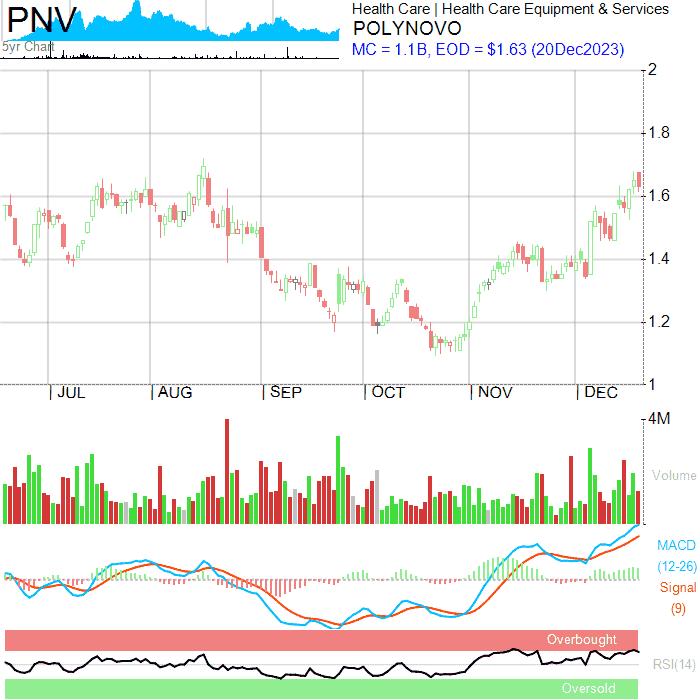 PNV
5yr Chart
Health Care | Health Care Equipment & Services
POLYNOVO
MC = 1.1B, EOD = $1.63 (20Dec2023)
2
1.8
1.6
1.4
1.2
1
JUL AUG SEP OCT NOV DEC
4M
Volume
MACD
(12-26)
Signal
(9)
Overbought
RSI(14)
Oversold